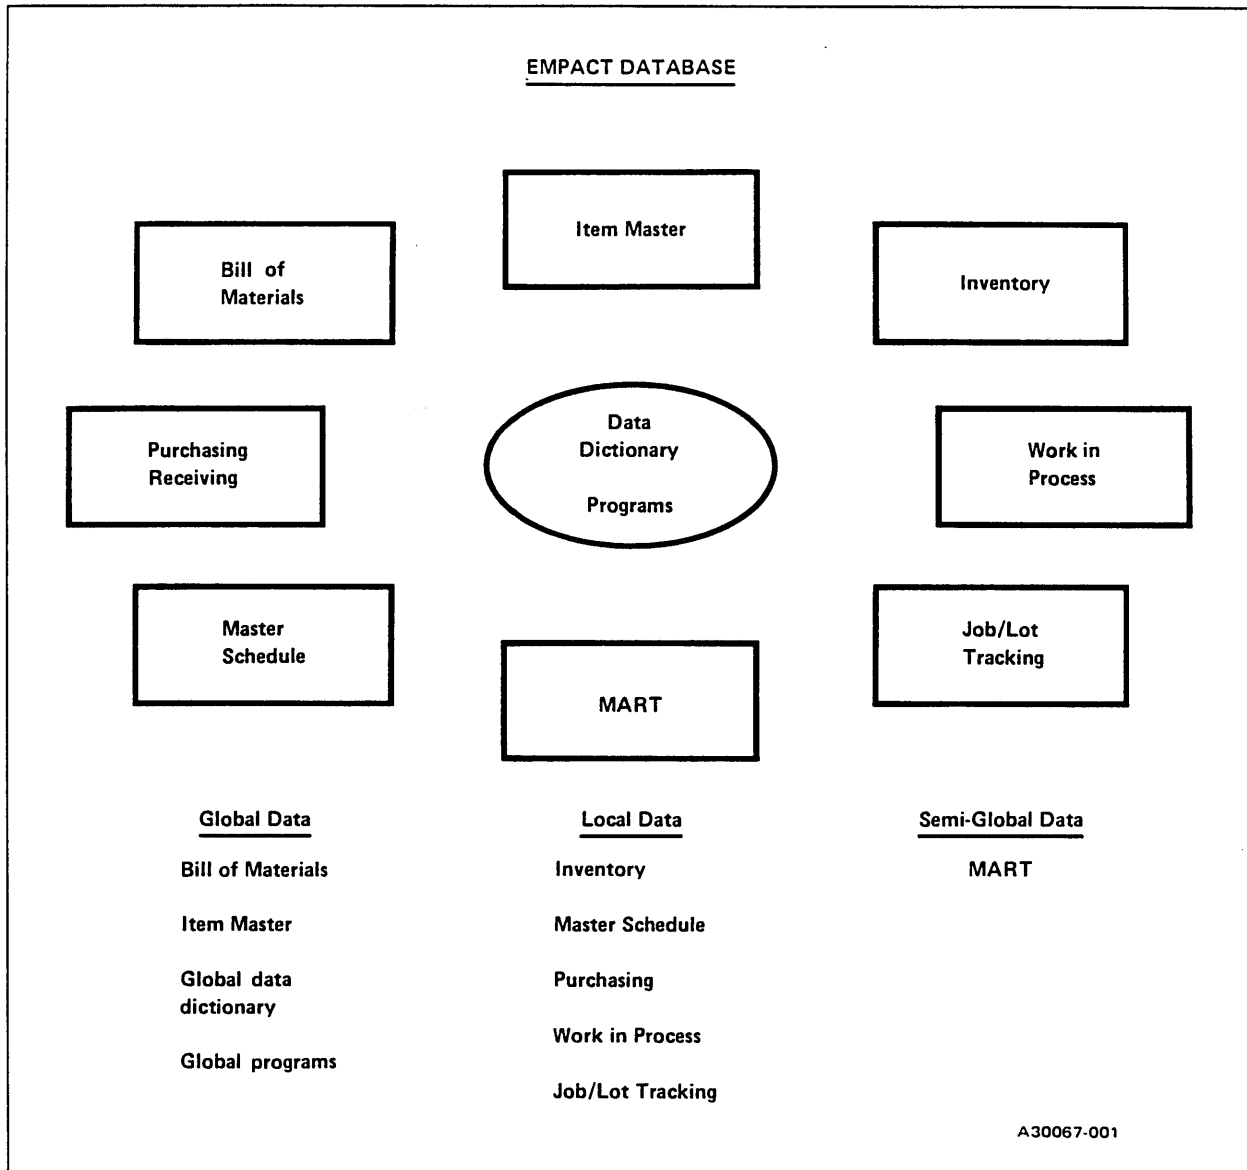 EMPACT DATABASE
Item Master
Bill of
Materials
Inventory
Data
Dictionary
Programs
Purchasing
Receiving
Work in
Process
Master
Schedule
Job/Lot
Tracking
MART
Global Data
Bill of Materials
Item Master
Global data
dictionary
Global programs
Local Data
Inventory
Master Schedule
Purchasing
Work in Process
Job/Lot Tracking
Semi-Global Data
MART
A30067-001